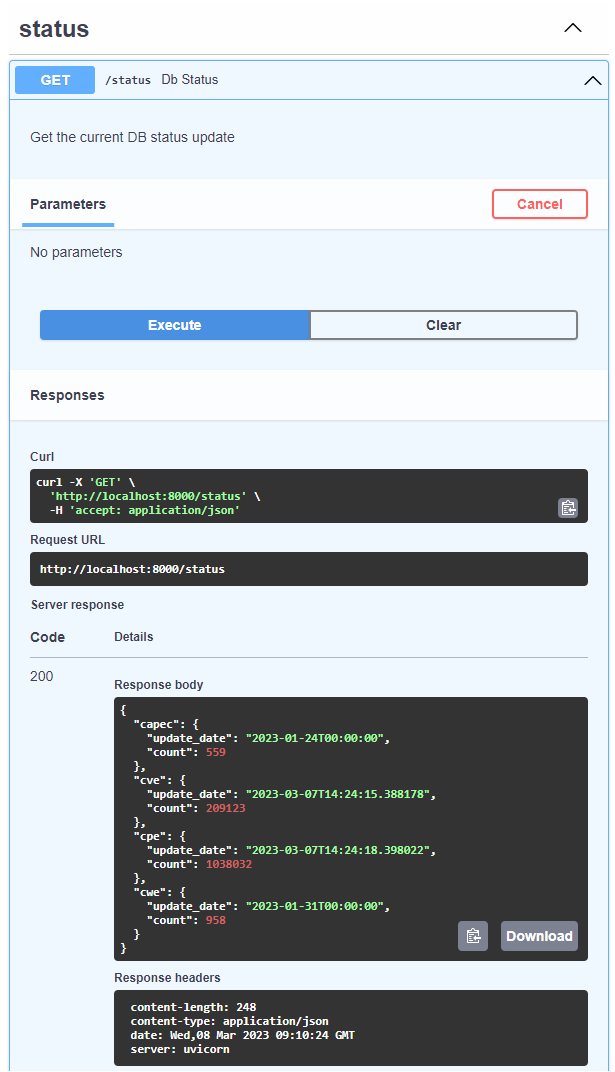 status
GET /status Db Status
Get the current DB status update
Parameters Cancel
No parameters
Execute Clear
Responses
Curl
curl -X 'GET' \
  'http://localhost:8000/status' \
  -H 'accept: application/json'
Request URL
http://localhost:8000/status
Server response
Code Details
200
Response body
{
  "capec": {
    "update_date": "2023-01-24T00:00:00",
    "count": 559
  },
  "cve": {
    "update_date": "2023-03-07T14:24:15.388178",
    "count": 209123
  },
  "cpe": {
    "update_date": "2023-03-07T14:24:18.398022",
    "count": 1038032
  },
  "cwe": {
    "update_date": "2023-01-31T00:00:00",
    "count": 958
  }
}
Download
Response headers
content-length: 248
content-type: application/json
date: Wed,08 Mar 2023 09:10:24 GMT
server: uvicorn